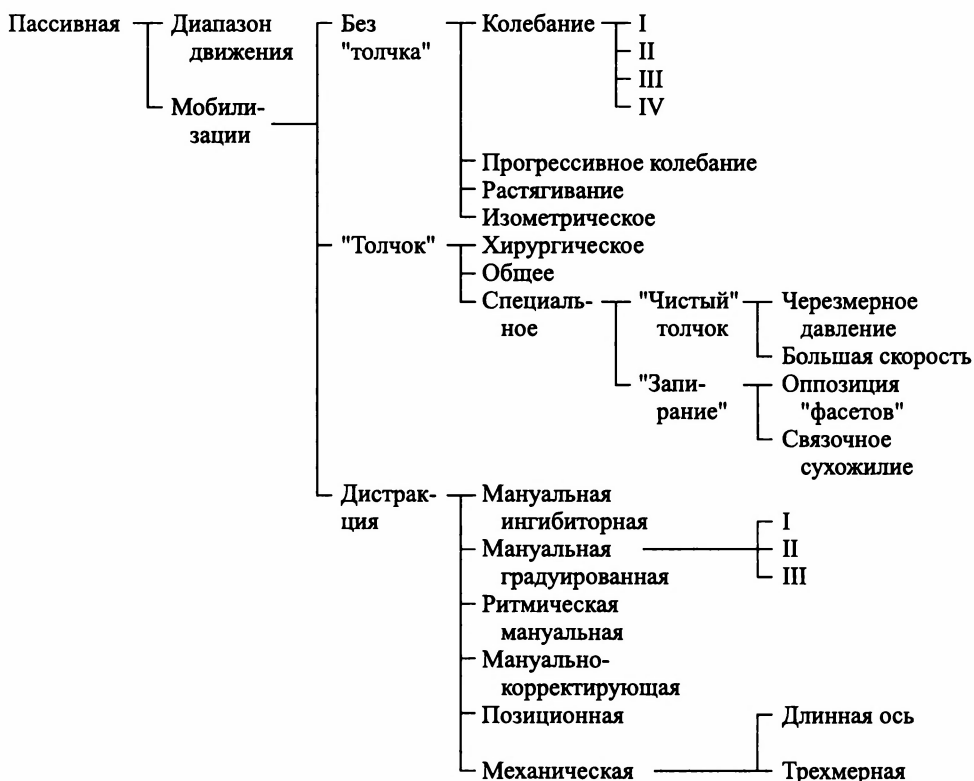 Пассивная Диапазон Без Колебание I
движения "толчка" II
III
Мобили- IV
зации
Прогрессивное колебание
Растягивание
Изометрическое
"Толчок" Хирургическое
Общее
Специаль- "Чистый" Черезмерное
ное толчок давление
Большая скорость
"Запи- Оппозиция
рание" "фасетов"
Связочное
сухожилие
Дистрак- Мануальная
ция ингибиторная I
Мануальная II
градуированная III
Ритмическая
мануальная
Мануально-
корректирующая
Позиционная Длинная ось
Механическая Трехмерная